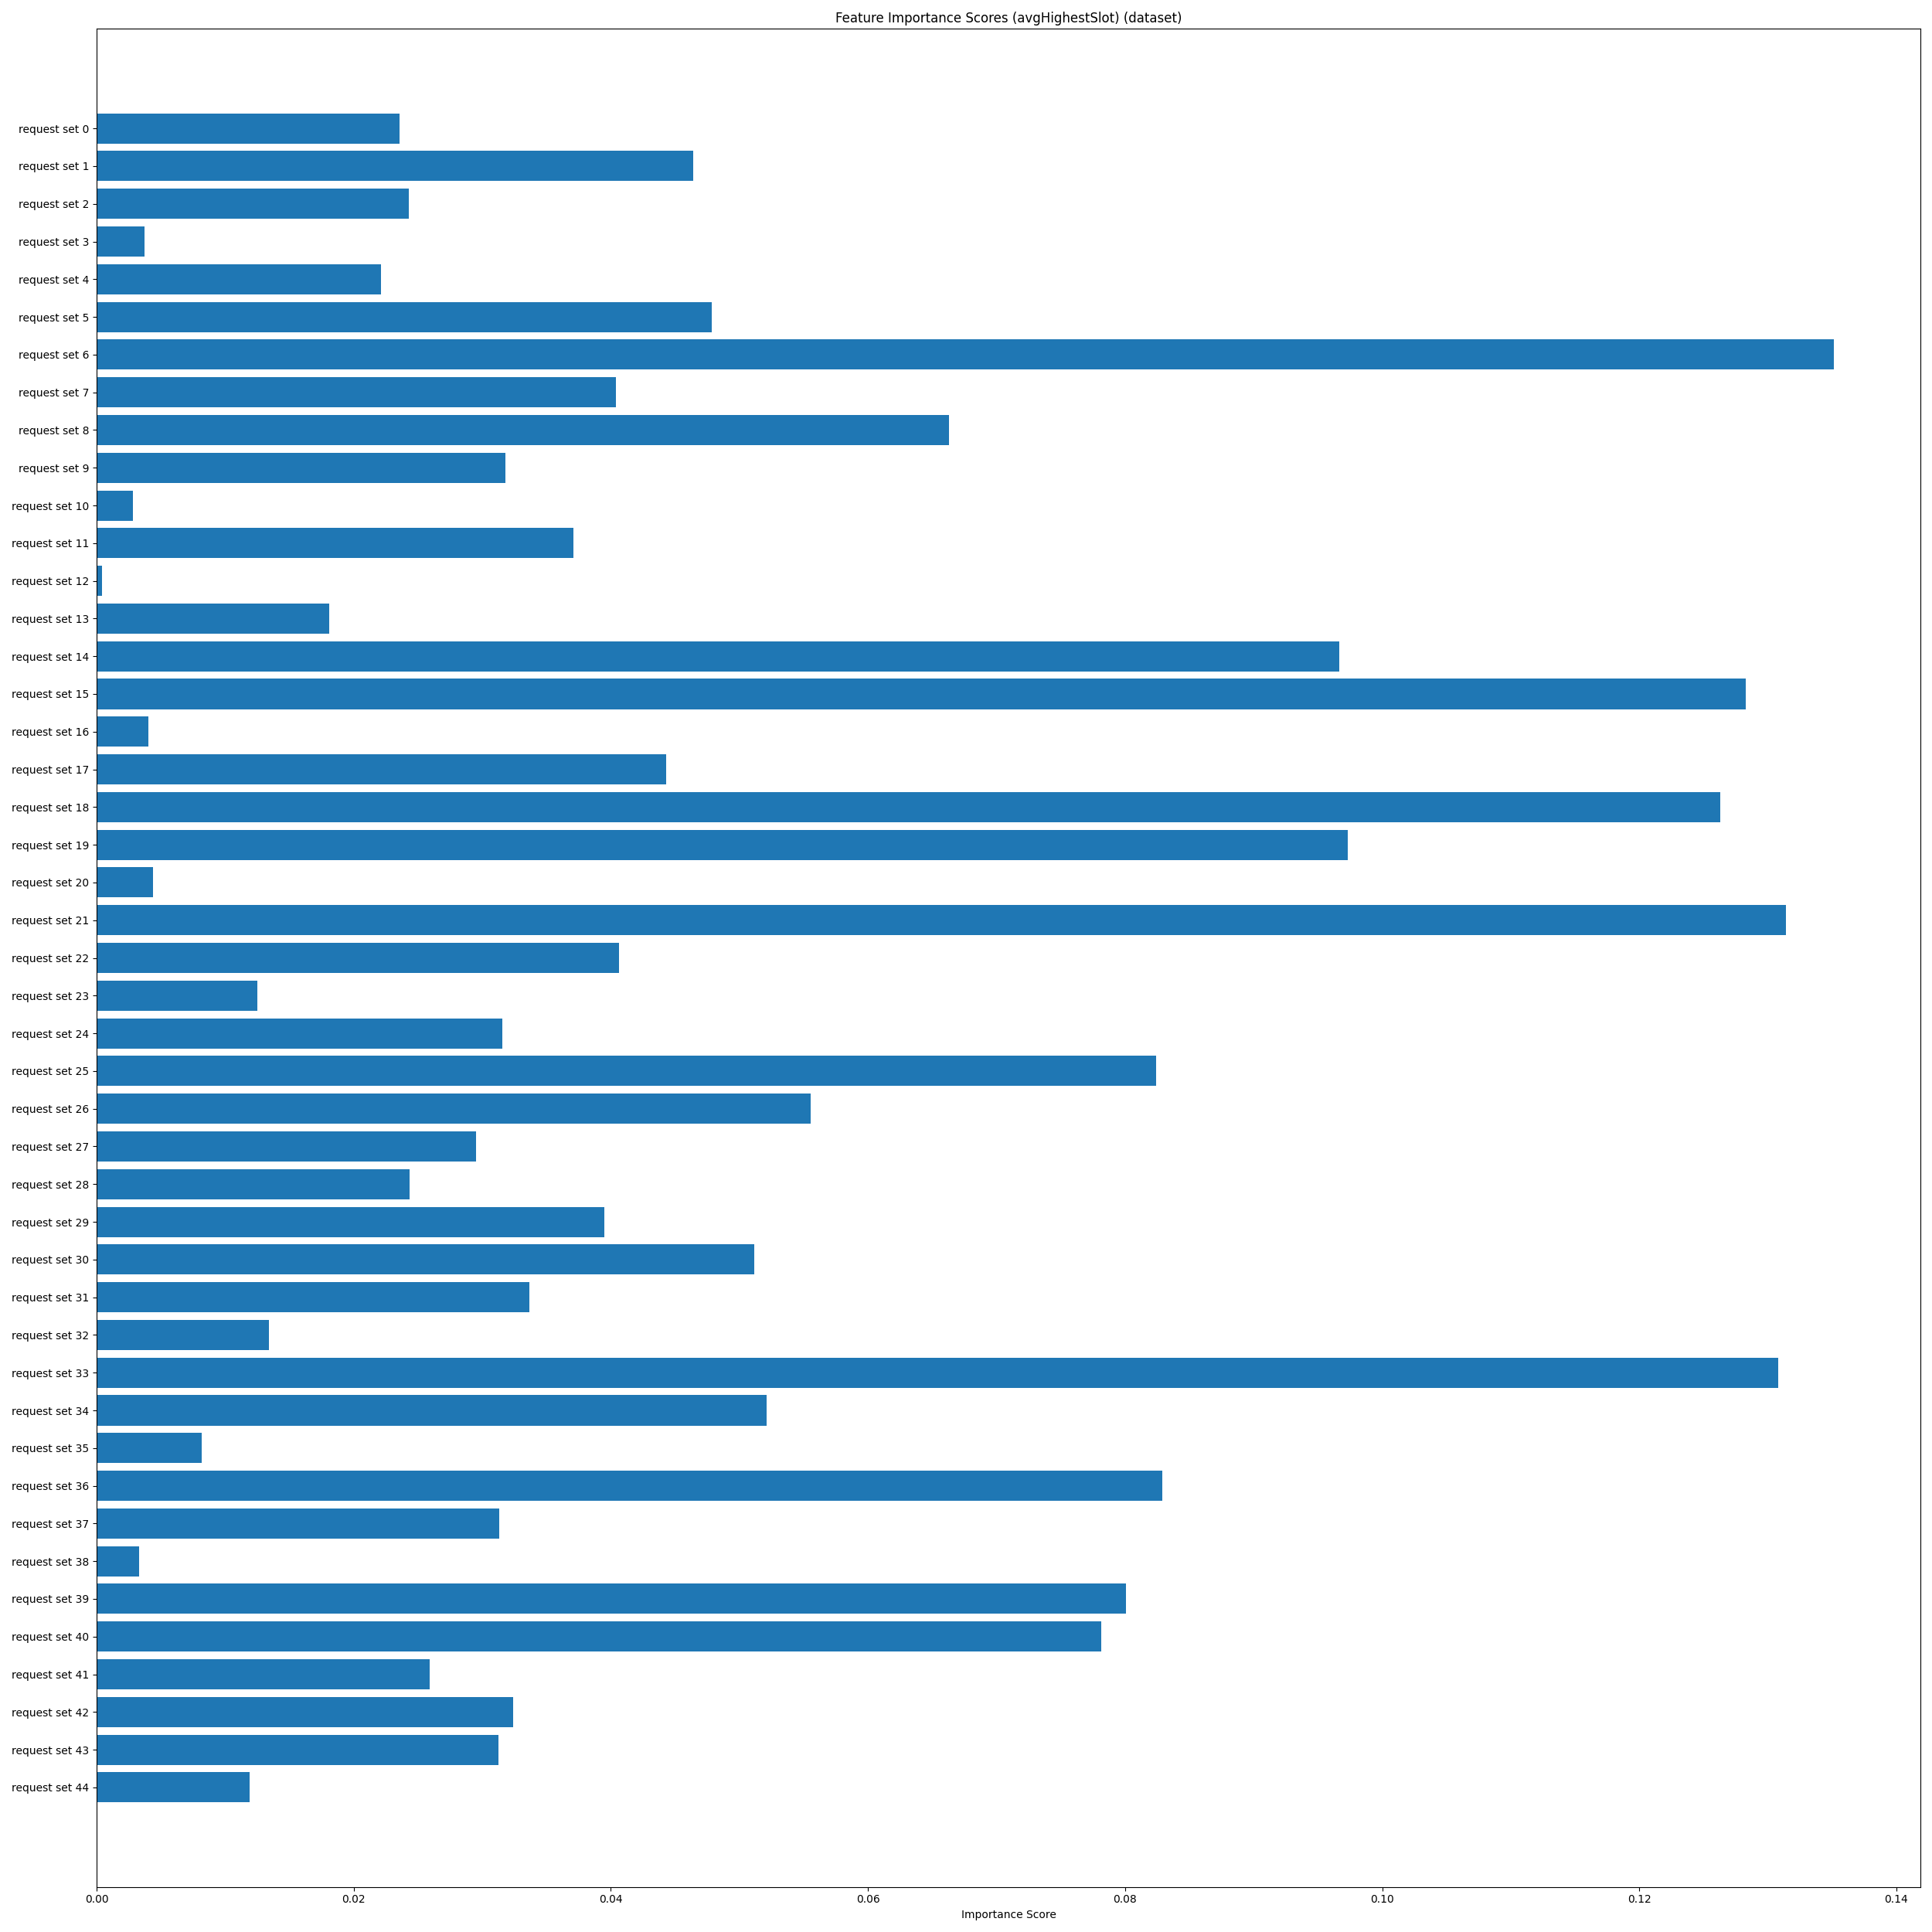 Feature Importance Scores (avgHighestSlot) (dataset)
request set 0
request set 1
request set 2
request set 3
request set 4
request set 5
request set 6
request set 7
request set 8
request set 9
request set 10
request set 11
request set 12
request set 13
request set 14
request set 15
request set 16
request set 17
request set 18
request set 19
request set 20
request set 21
request set 22
request set 23
request set 24
request set 25
request set 26
request set 27
request set 28
request set 29
request set 30
request set 31
request set 32
request set 33
request set 34
request set 35
request set 36
request set 37
request set 38
request set 39
request set 40
request set 41
request set 42
request set 43
request set 44
0.00 0.02 0.04 0.06 0.08 0.10 0.12 0.14
Importance Score